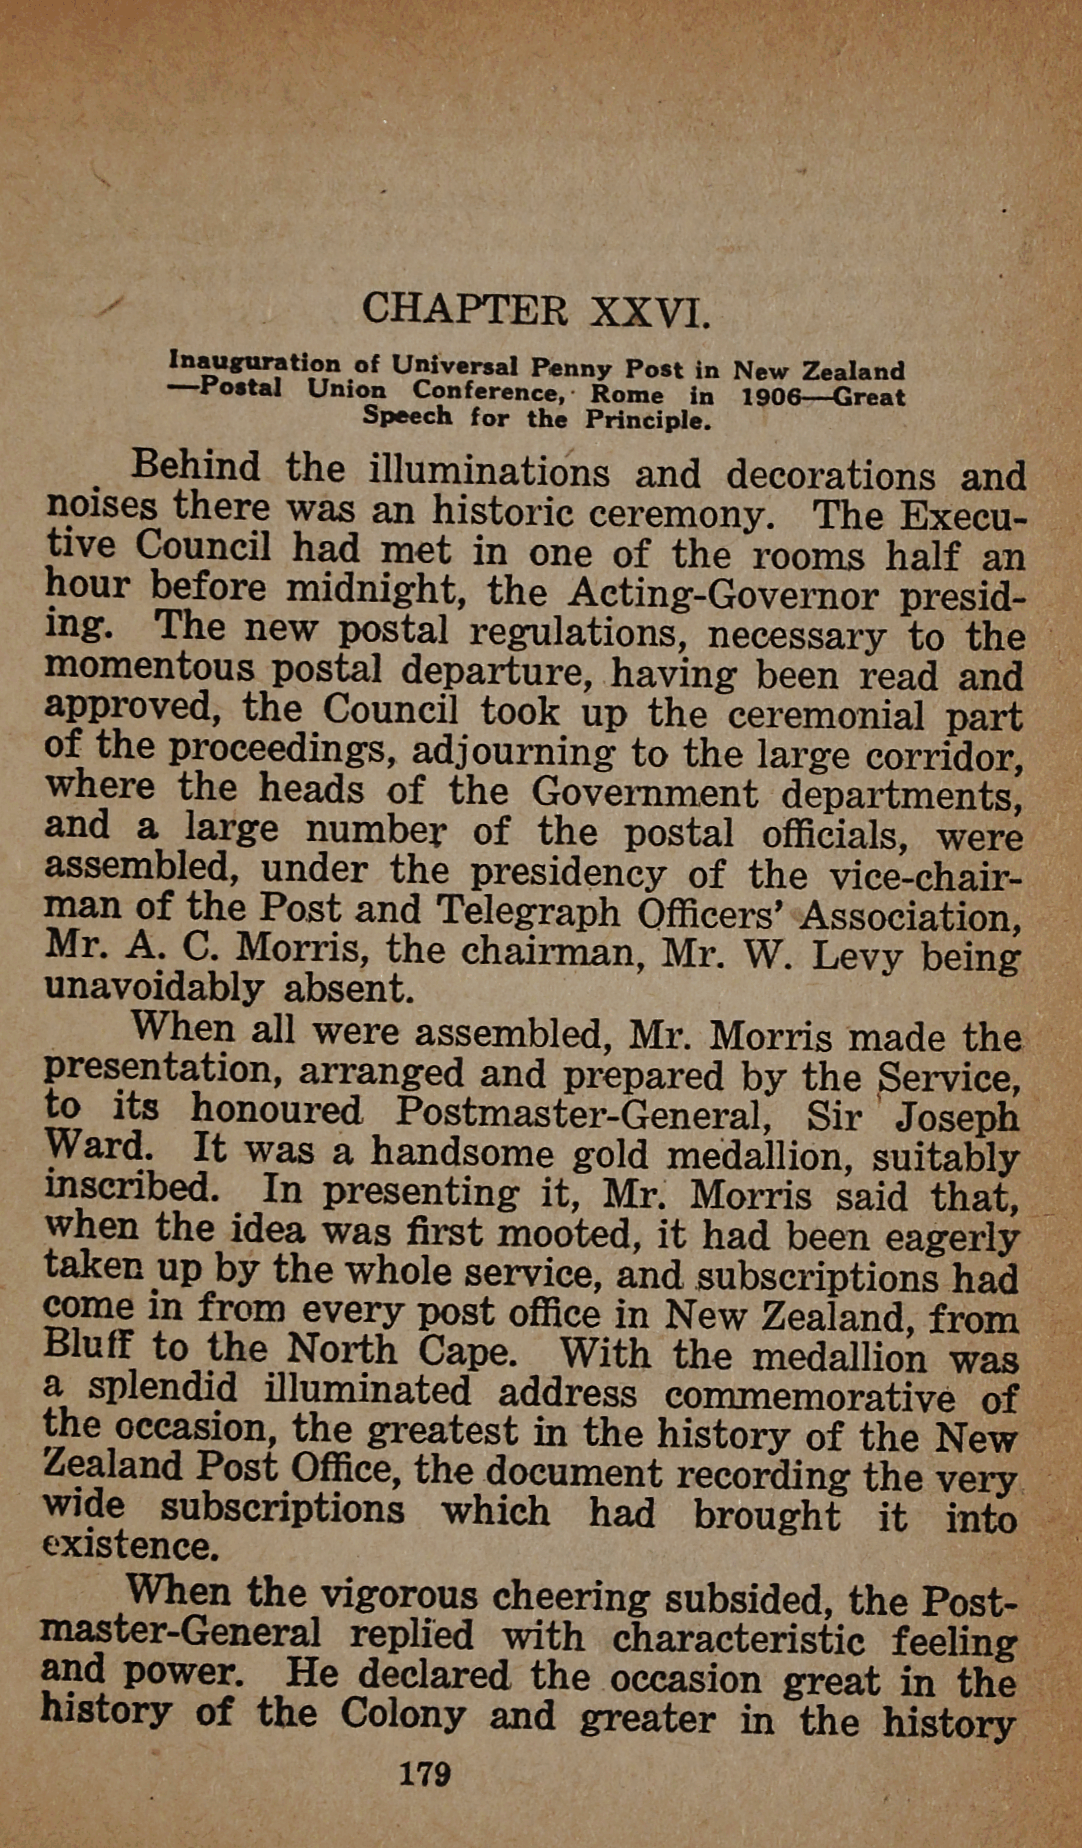 CHAPTER XXVI.
Inauguration of Universal Penny Post in New Zealand
—Postal Union Conference, Rome in 1906—Great
Speech for the Principle.
Behind the illuminations and decorations and
noises there was an historic ceremony. The Execu-
tive Council had met in one of the rooms half an
hour before midnight, the Acting-Governor presid-
ing. The new postal regulations, necessary to the
momentous postal departure, having been read and
approved, the Council took up the ceremonial part
of the proceedings, adjourning to the large corridor,
where the heads of the Government departments,
and a large number of the postal officials, were
assembled, under the presidency of the vice-chair-
man of the Post and Telegraph Officers' Association,
Mr. A. C. Morris, the chairman, Mr. W. Levy being
unavoidably absent.
When all were assembled, Mr. Morris made the
presentation, arranged and prepared by the Service,
to its honoured Postmaster-General, Sir Joseph
Ward. It was a handsome gold medallion, suitably
inscribed. In presenting it, Mr. Morris said that,
when the idea was first mooted, it had been eagerly
taken up by the whole service, and subscriptions had
come in from every post office in New Zealand, from
Bluff to the North Cape. With the medallion was
a splendid illuminated address commemorative of
the occasion, the greatest in the history of the New
Zealand Post Office, the document recording the very
wide subscriptions which had brought it into
existence.
When the vigorous cheering subsided, the Post-
master-General replied with characteristic feeling
and power. He declared the occasion great in the
history of the Colony and greater in the history
179